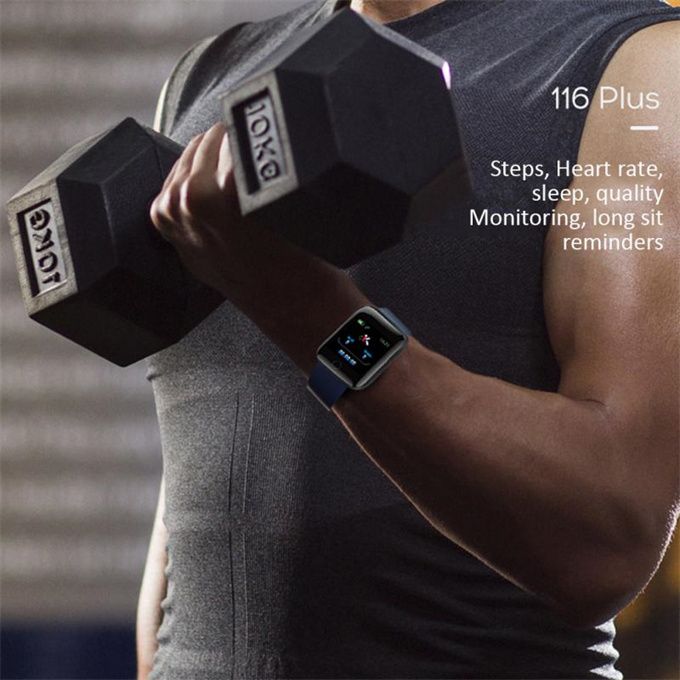 116 Plus
Steps, Heart rate,
sleep, quality
Monitoring, long sit
reminders
10KG
10KG